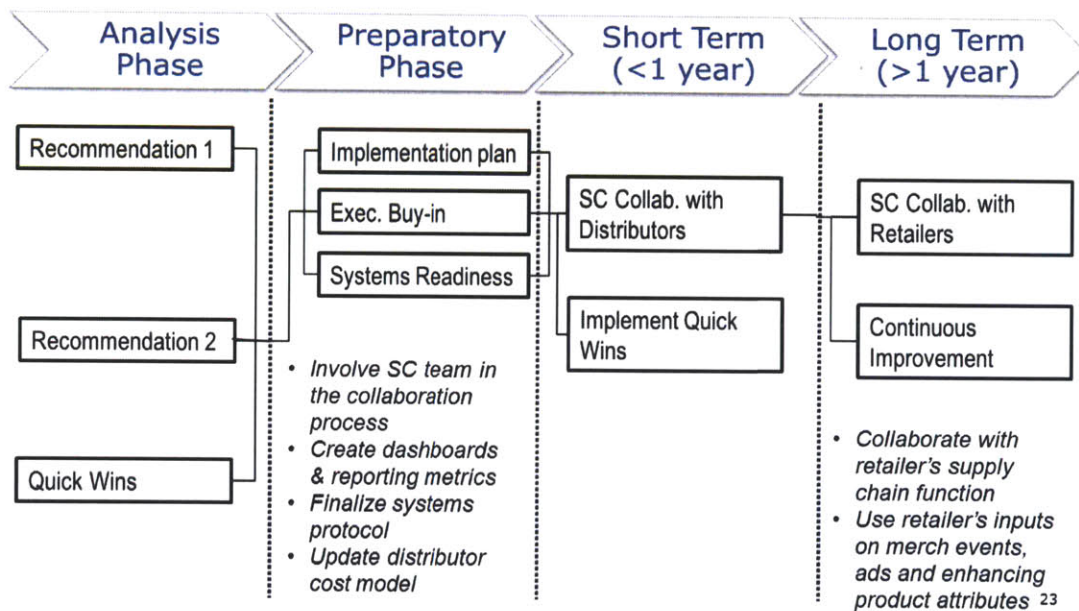 Analysis
Phase
Preparatory
Phase
Short Term
(<1 year)
Long Term
(>1 year)
Recommendation 1
Recommendation 2
Quick Wins
Implementation plan
Exec. Buy-in
Systems Readiness
• Involve SC team in
the collaboration
process
• Create dashboards
& reporting metrics
• Finalize systems
protocol
• Update distributor
cost model
SC Collab. with
Distributors
Implement Quick
Wins
SC Collab. with
Retailers
Continuous
Improvement
• Collaborate with
retailer's supply
chain function
• Use retailer's inputs
on merch events,
ads and enhancing
product attributes 23